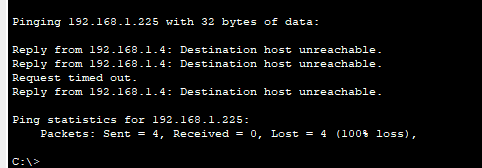 Pinging 192.168.1.225 with 32 bytes of data:
Reply from 192.168.1.4: Destination host unreachable.
Reply from 192.168.1.4: Destination host unreachable.
Request timed out.
Reply from 192.168.1.4: Destination host unreachable.
Ping statistics for 192.168.1.225:
Packets: Sent = 4, Received = 0, Lost = 4 (100% loss),
C:\>